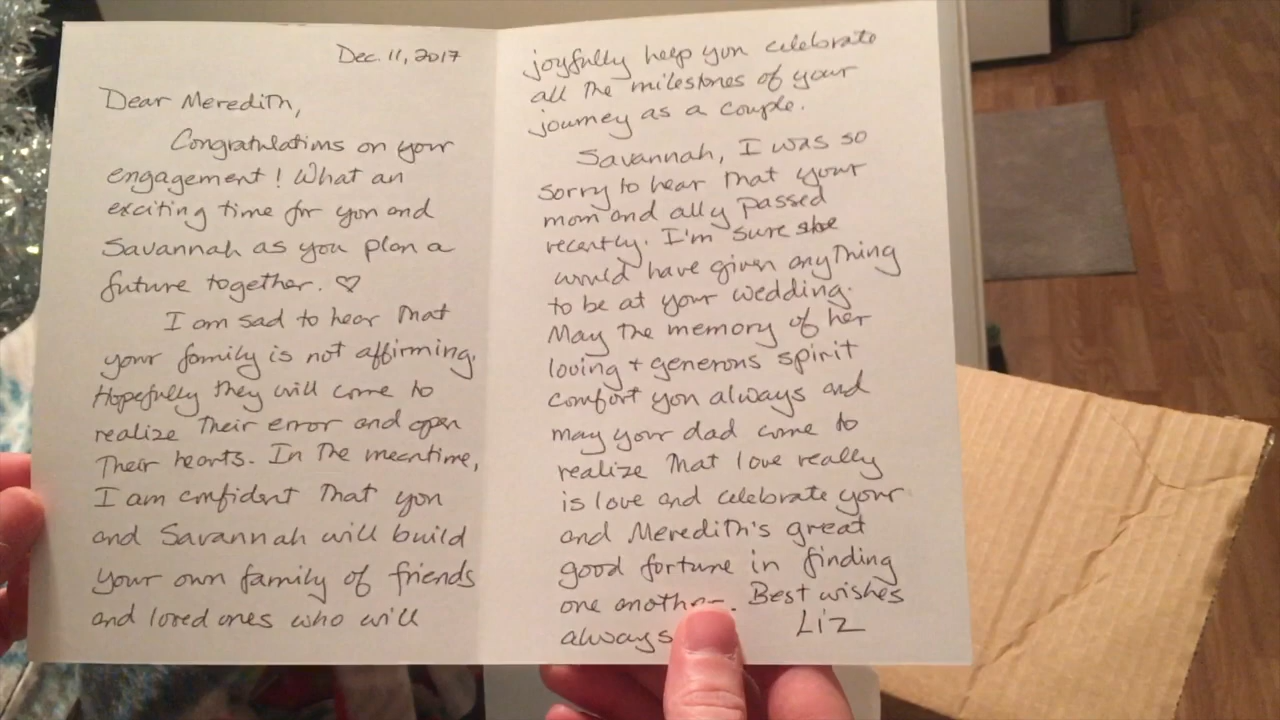 Dec. 11, 2017
Dear Meredith,
Congratulations on your
engagement! What an
exciting time for you and
Savannah as you plan a
future together. ♡
I am sad to hear that
your family is not affirming.
Hopefully they will come to
realize their error and open
their hearts. In the meantime,
I am confident that you
and Savannah will build
your own family of friends
and loved ones who will
joyfully help you celebrate
all the milestones of your
journey as a couple.
Savannah, I was so
sorry to hear that your
mom and ally passed
recently. I'm sure she
would have given anything
to be at your wedding.
May the memory of her
loving + generous spirit
comfort you always and
may your dad come to
realize that love really
is love and celebrate your
and Meredith's great
good fortune in finding
one another. Best wishes
always
Liz